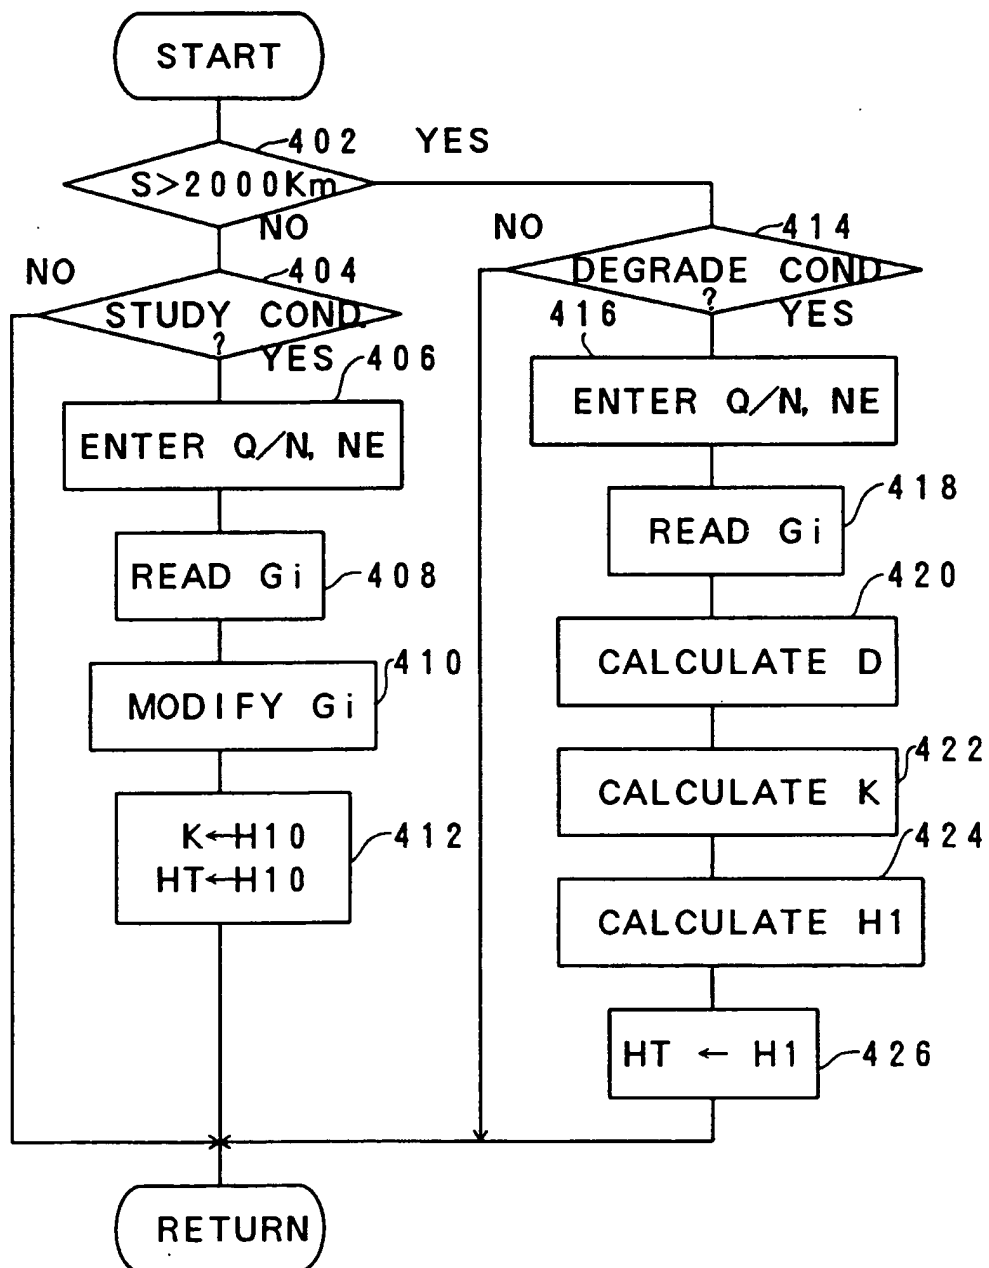 START
402
YES
S>2000Km
NO
NO
404
STUDY COND.
?
YES
406
ENTER Q/N, NE
READ Gi
408
410
MODIFY Gi
K←H10
HT←H10
412
NO
414
DEGRADE COND
?
416
YES
ENTER Q/N, NE
418
READ Gi
420
CALCULATE D
422
CALCULATE K
424
CALCULATE H1
HT ← H1
426
RETURN